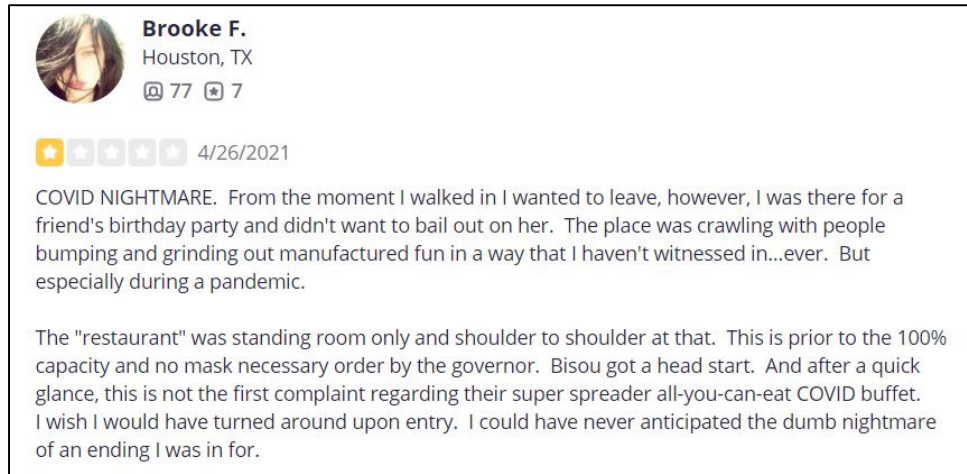 Brooke F.
Houston, TX
77 7
4/26/2021
COVID NIGHTMARE.  From the moment I walked in I wanted to leave, however, I was there for a
friend's birthday party and didn't want to bail out on her.  The place was crawling with people
bumping and grinding out manufactured fun in a way that I haven't witnessed in...ever.  But
especially during a pandemic.
The "restaurant" was standing room only and shoulder to shoulder at that.  This is prior to the 100%
capacity and no mask necessary order by the governor.  Bisou got a head start.  And after a quick
glance, this is not the first complaint regarding their super spreader all-you-can-eat COVID buffet.
I wish I would have turned around upon entry.  I could have never anticipated the dumb nightmare
of an ending I was in for.